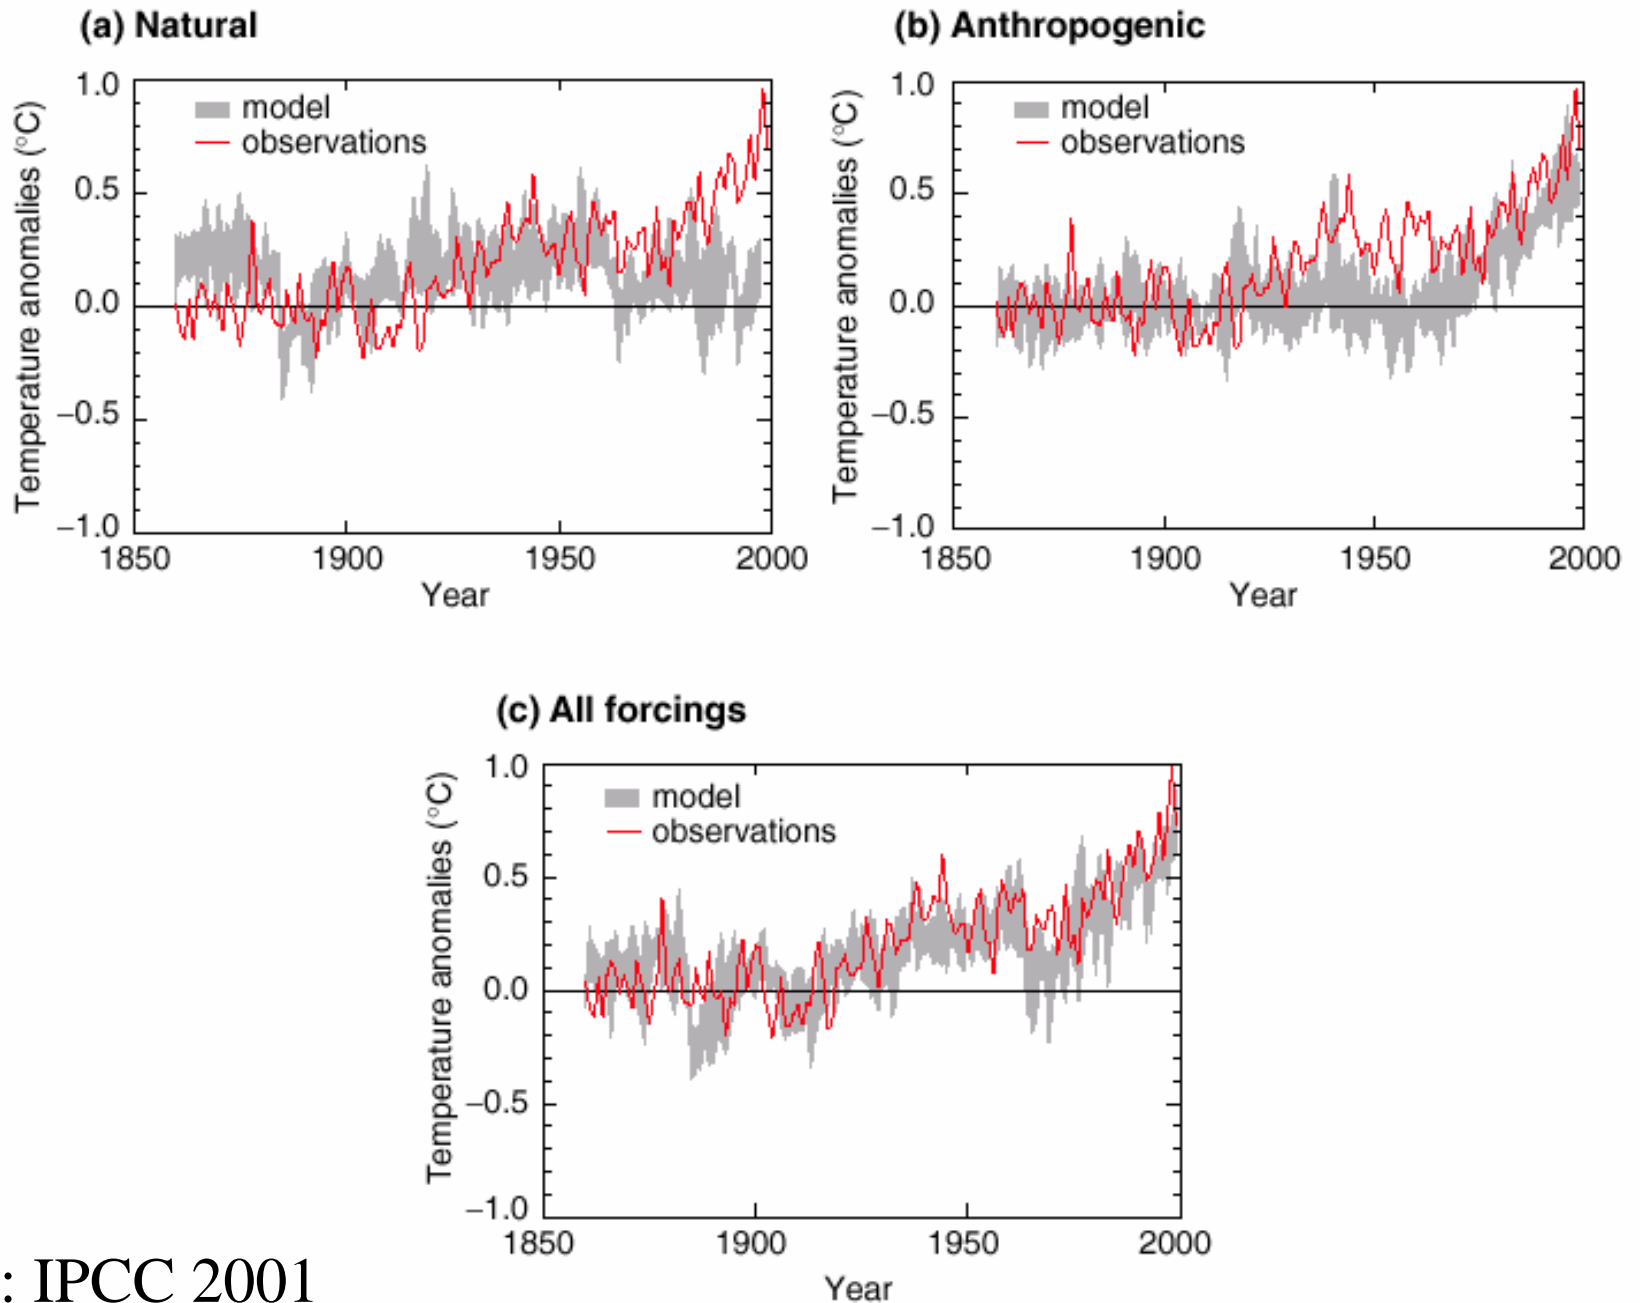 (a) Natural
Temperature anomalies (°C)
1.0
0.5
0.0
−0.5
−1.0
model
observations
1850 1900 1950 2000
Year
(b) Anthropogenic
Temperature anomalies (°C)
1.0
0.5
0.0
−0.5
−1.0
model
observations
1850 1900 1950 2000
Year
(c) All forcings
Temperature anomalies (°C)
1.0
0.5
0.0
−0.5
−1.0
model
observations
1850 1900 1950 2000
Year
: IPCC 2001